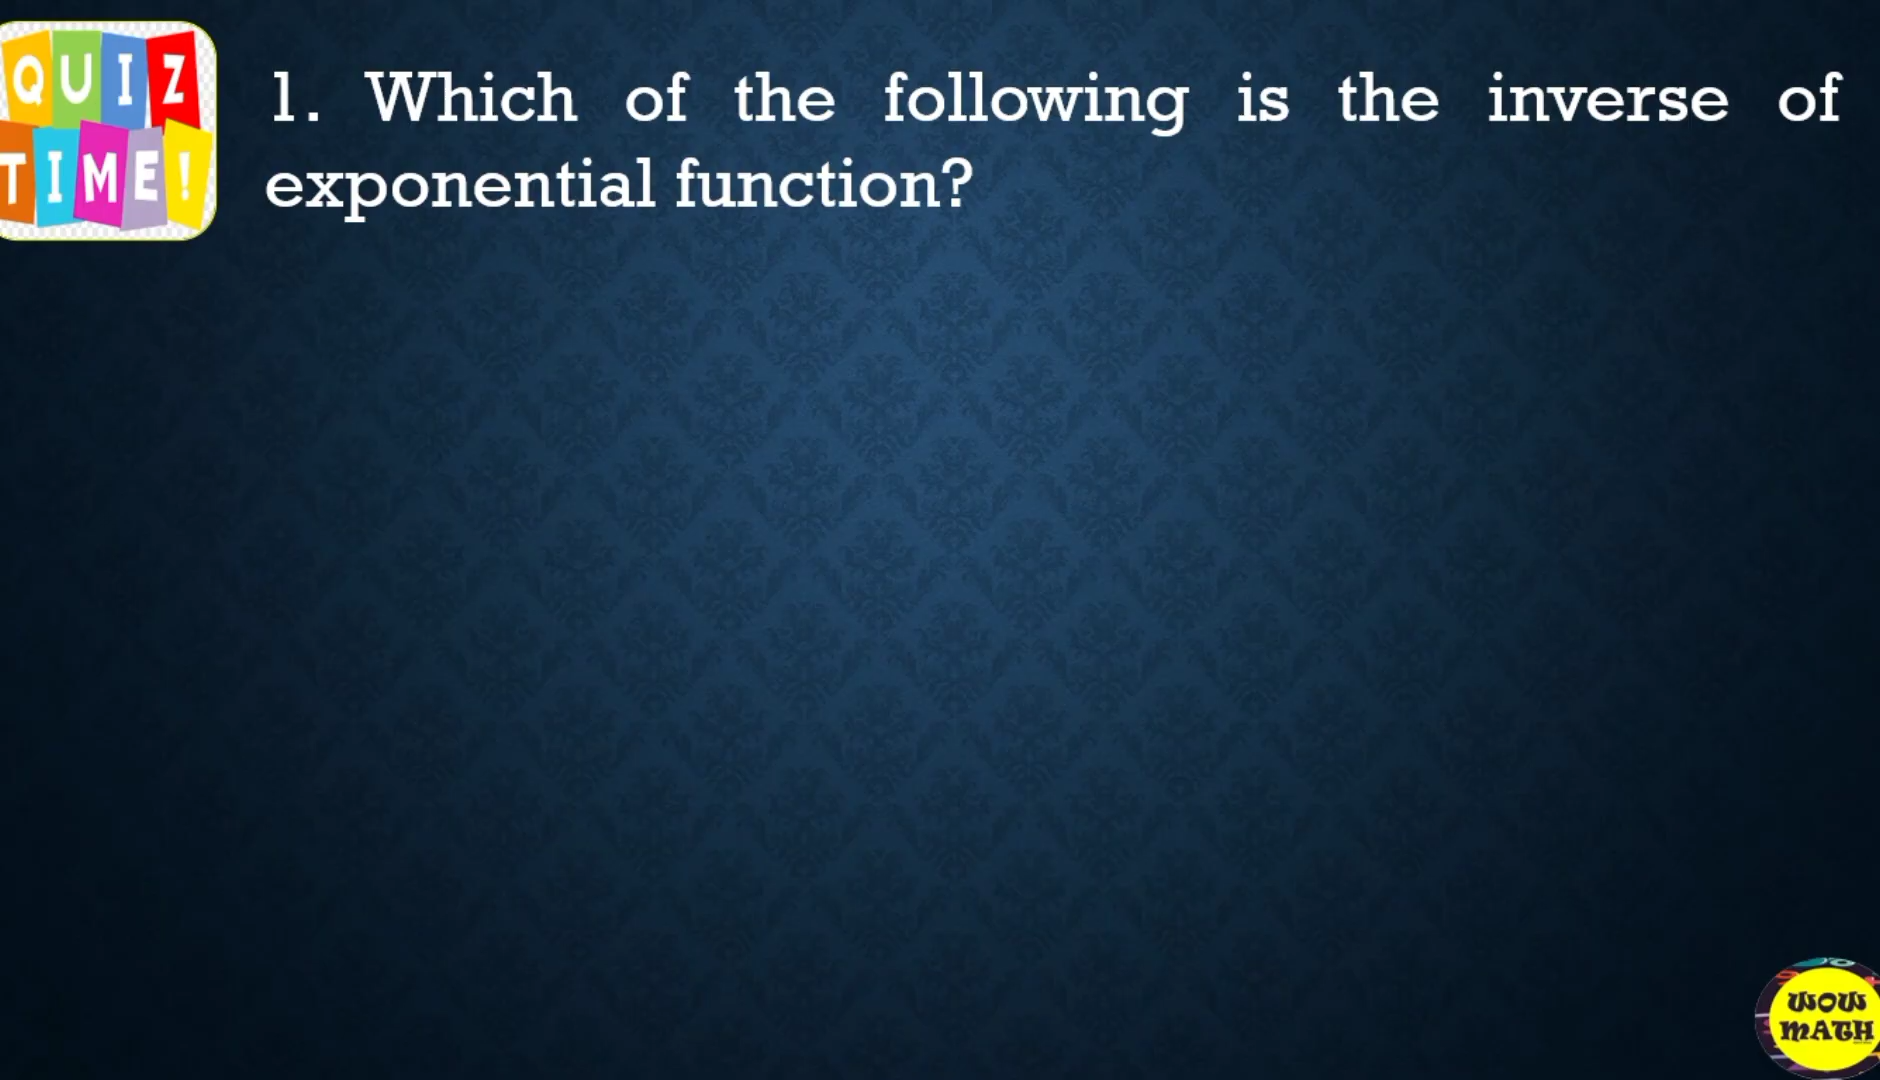 QUIZ
TIME!
1. Which of the following is the inverse of
exponential function?
WOW
MATH